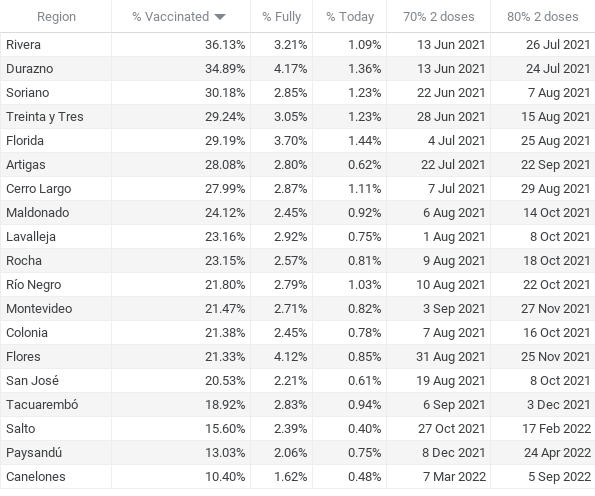 Region % Vaccinated % Fully % Today 70% 2 doses 80% 2 doses
Rivera 36.13% 3.21% 1.09% 13 Jun 2021 26 Jul 2021
Durazno 34.89% 4.17% 1.36% 13 Jun 2021 24 Jul 2021
Soriano 30.18% 2.85% 1.23% 22 Jun 2021 7 Aug 2021
Treinta y Tres 29.24% 3.05% 1.23% 28 Jun 2021 15 Aug 2021
Florida 29.19% 3.70% 1.44% 4 Jul 2021 25 Aug 2021
Artigas 28.08% 2.80% 0.62% 22 Jul 2021 22 Sep 2021
Cerro Largo 27.99% 2.87% 1.11% 7 Jul 2021 29 Aug 2021
Maldonado 24.12% 2.45% 0.92% 6 Aug 2021 14 Oct 2021
Lavalleja 23.16% 2.92% 0.75% 1 Aug 2021 8 Oct 2021
Rocha 23.15% 2.57% 0.81% 9 Aug 2021 18 Oct 2021
Río Negro 21.80% 2.79% 1.03% 10 Aug 2021 22 Oct 2021
Montevideo 21.47% 2.71% 0.82% 3 Sep 2021 27 Nov 2021
Colonia 21.38% 2.45% 0.78% 7 Aug 2021 16 Oct 2021
Flores 21.33% 4.12% 0.85% 31 Aug 2021 25 Nov 2021
San José 20.53% 2.21% 0.61% 19 Aug 2021 8 Oct 2021
Tacuarembó 18.92% 2.83% 0.94% 6 Sep 2021 3 Dec 2021
Salto 15.60% 2.39% 0.40% 27 Oct 2021 17 Feb 2022
Paysandú 13.03% 2.06% 0.75% 8 Dec 2021 24 Apr 2022
Canelones 10.40% 1.62% 0.48% 7 Mar 2022 5 Sep 2022